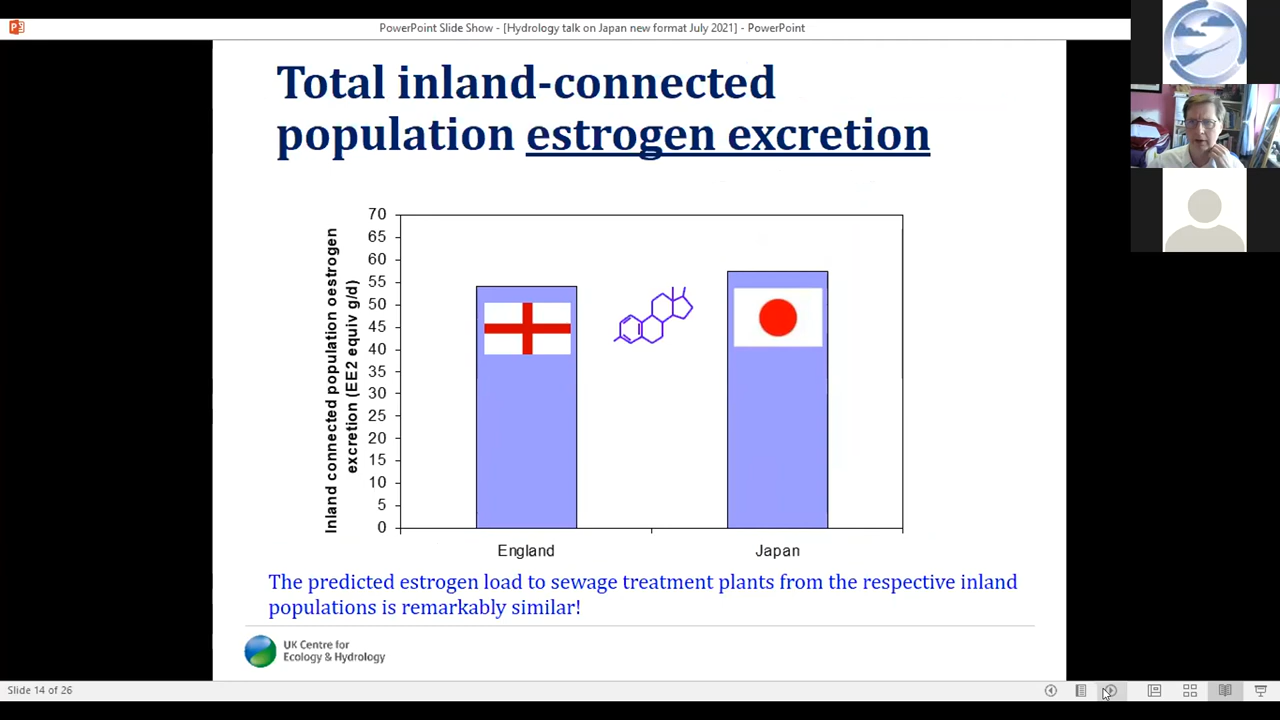 PowerPoint Slide Show - [Hydrology talk on Japan new format July 2021] - PowerPoint
Total inland-connected
population estrogen excretion
Inland connected population oestrogen
excretion (EE2 equiv g/d)
70
65
60
55
50
45
40
35
30
25
20
15
10
5
0
England
Japan
The predicted estrogen load to sewage treatment plants from the respective inland
populations is remarkably similar!
UK Centre for
Ecology & Hydrology
Slide 14 of 26